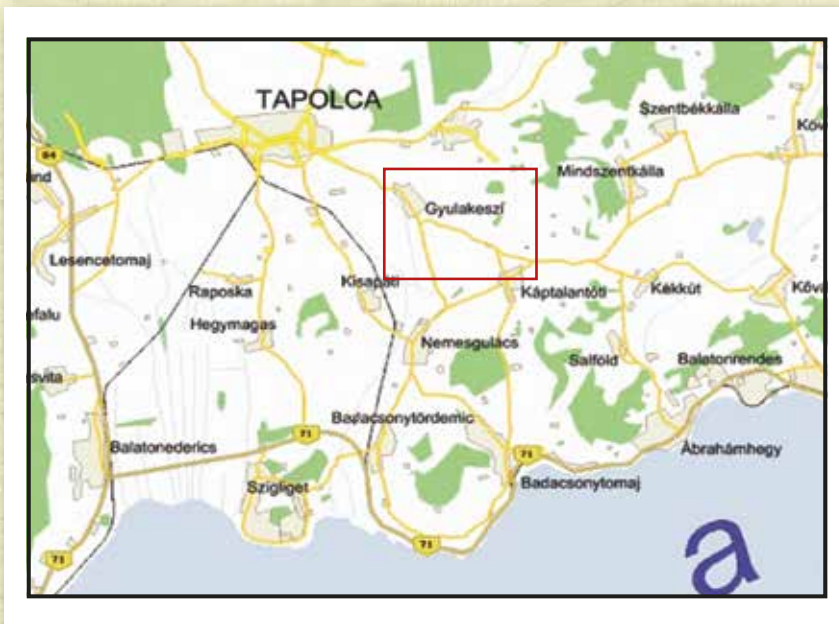 TAPOLCA
Szentbékkálla
Köv
84
Mindszentkálla
Gyulakeszi
Lesencetomaj
Raposka
Kisapáti
Káptalantóti
Kékkút
Hegymagas
Nemesgulács
Salföld
Balatonrendes
Badacsonytördemic
71
Balatonederics
71
Ábrahámhegy
Szigliget
Badacsonytomaj
71
71
a